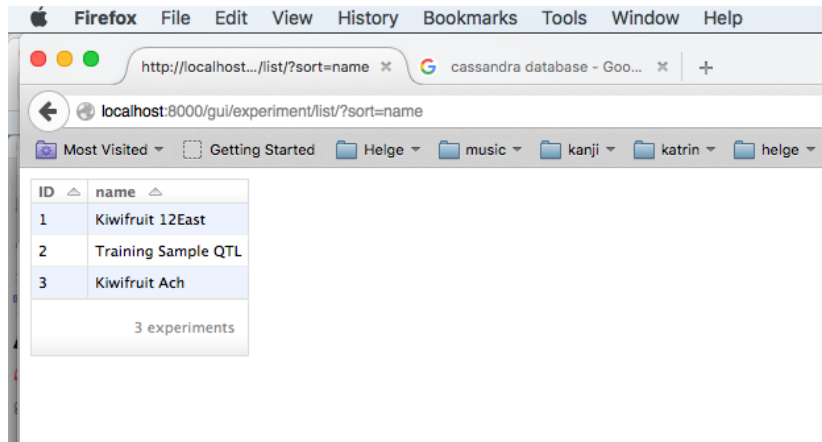 Firefox File Edit View History Bookmarks Tools Window Help
http://localhost.../list/?sort=name cassandra database - Goo...
localhost:8000/gui/experiment/list/?sort=name
Most Visited Getting Started Helge music kanji katrin helge
ID name
1 Kiwifruit 12East
2 Training Sample QTL
3 Kiwifruit Ach
3 experiments